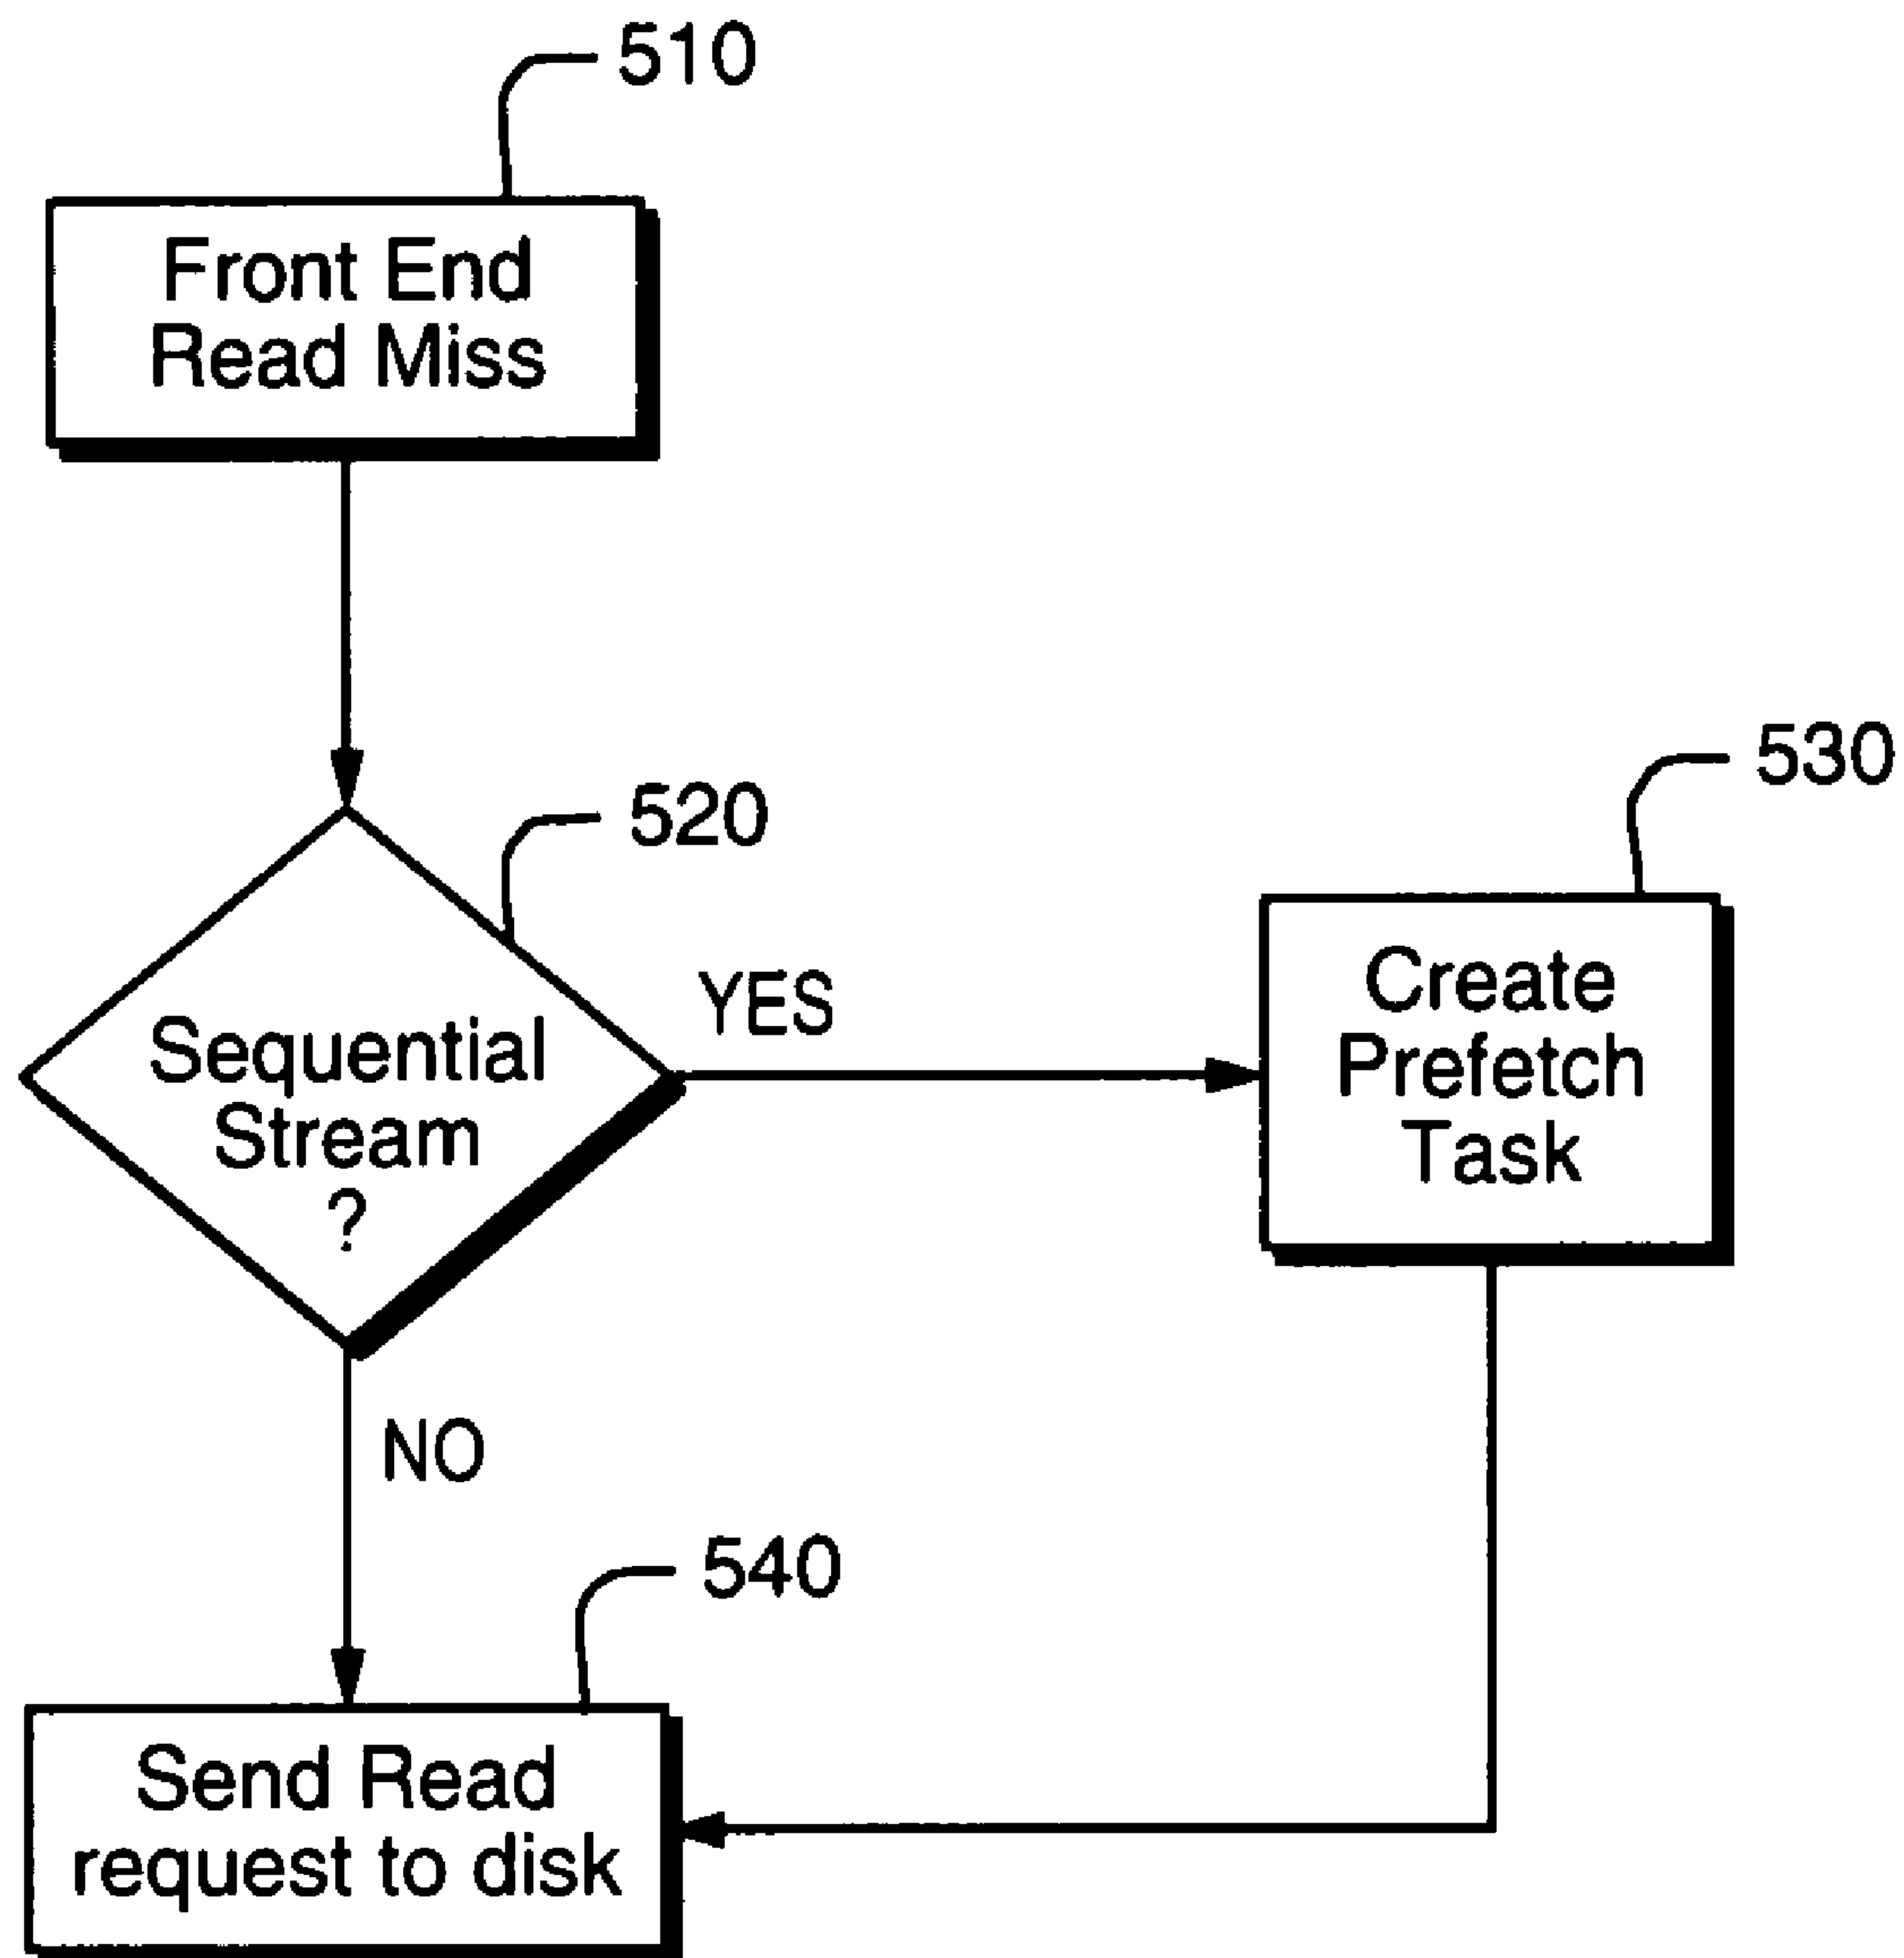 510
Front End
Read Miss
520
530
Sequential
Stream
?
YES
Create
Prefetch
Task
NO
540
Send Read
request to disk